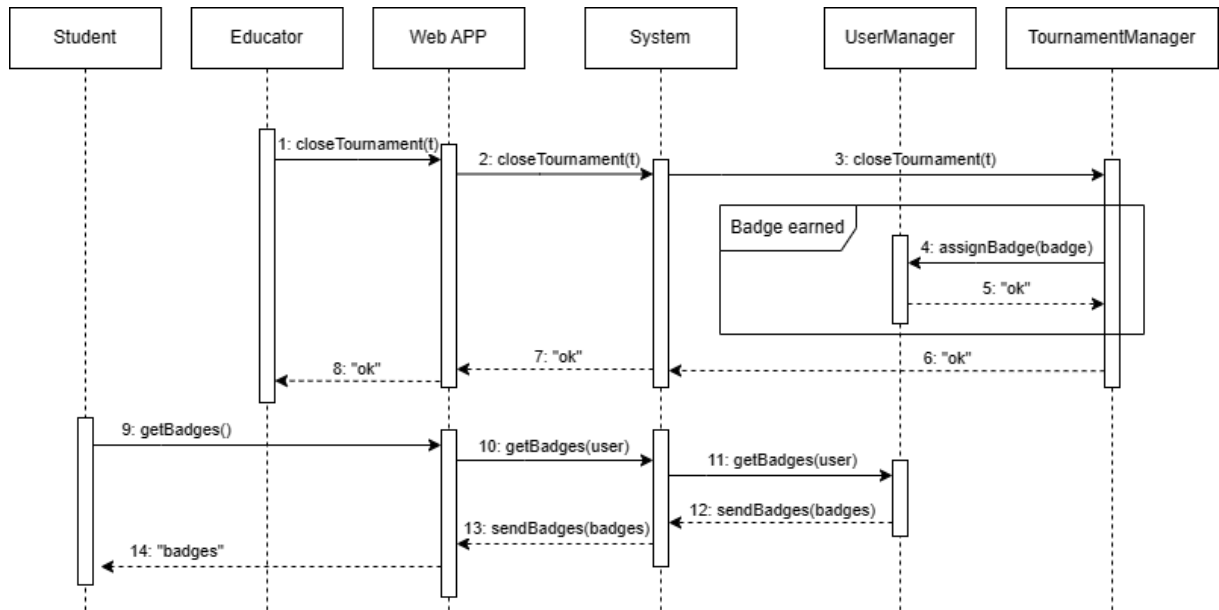 Student
Educator
Web APP
System
UserManager
TournamentManager
1: closeTournament(t)
2: closeTournament(t)
3: closeTournament(t)
Badge earned
4: assignBadge(badge)
5: "ok"
6: "ok"
7: "ok"
8: "ok"
9: getBadges()
10: getBadges(user)
11: getBadges(user)
12: sendBadges(badges)
13: sendBadges(badges)
14: "badges"